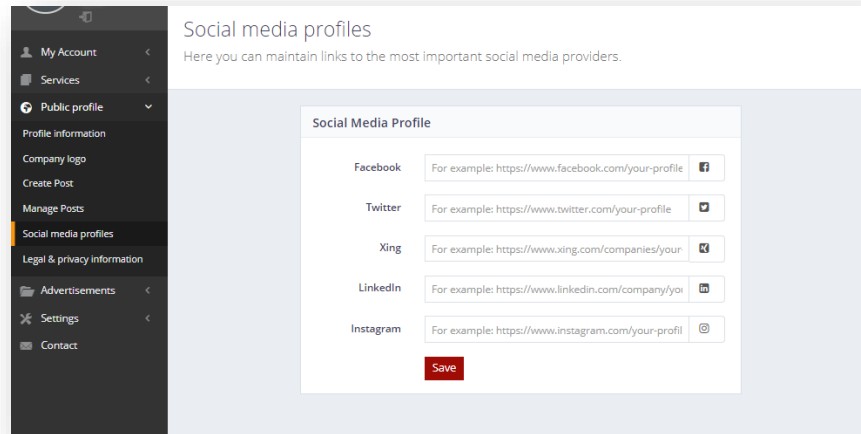 Social media profiles
Here you can maintain links to the most important social media providers.
My Account
Services
Public profile
Profile information
Company logo
Create Post
Manage Posts
Social media profiles
Legal & privacy information
Advertisements
Settings
Contact
Social Media Profile
Facebook For example: https://www.facebook.com/your-profile
Twitter For example: https://www.twitter.com/your-profile
Xing For example: https://www.xing.com/companies/your-
LinkedIn For example: https://www.linkedin.com/company/you
Instagram For example: https://www.instagram.com/your-profil
Save